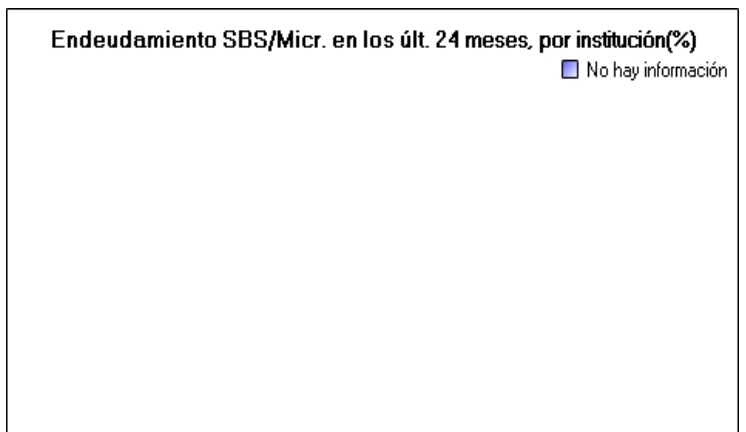 Endeudamiento SBS/Micr. en los últ. 24 meses, por institución(%)
No hay información